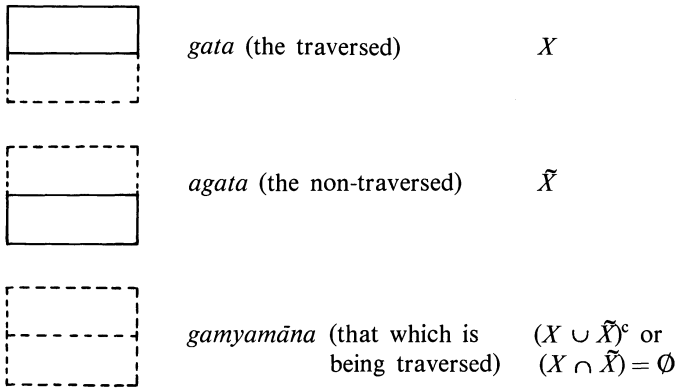 gata (the traversed) X
agata (the non-traversed) X̃
gamyamāna (that which is (X ∪ X̃)ᶜ or
being traversed) (X ∩ X̃) = Ø